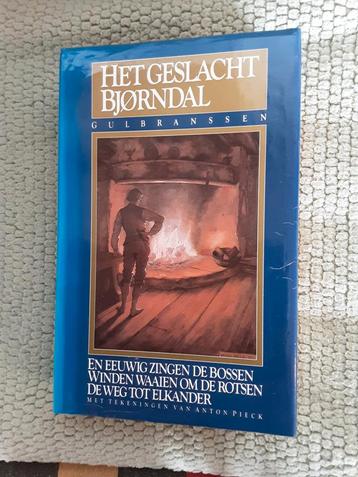 HET GESLACHT
BJØRNDAL
GULBRANSSEN
EN EEUWIG ZINGEN DE BOSSEN
WINDEN WAAIEN OM DE ROTSEN
DE WEG TOT ELKANDER
MET TEKENINGEN VAN ANTON PIECK